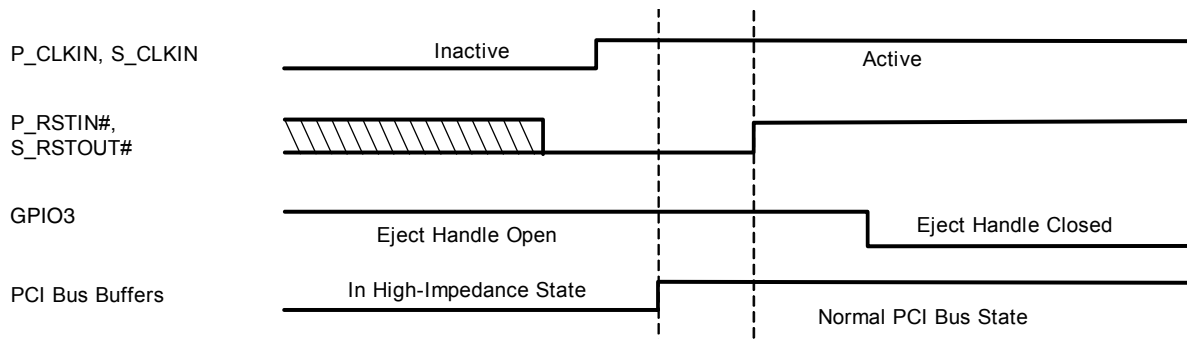 P_CLKIN, S_CLKIN
Inactive
Active
P_RSTIN#,
S_RSTOUT#
GPIO3
Eject Handle Open
Eject Handle Closed
PCI Bus Buffers
In High-Impedance State
Normal PCI Bus State